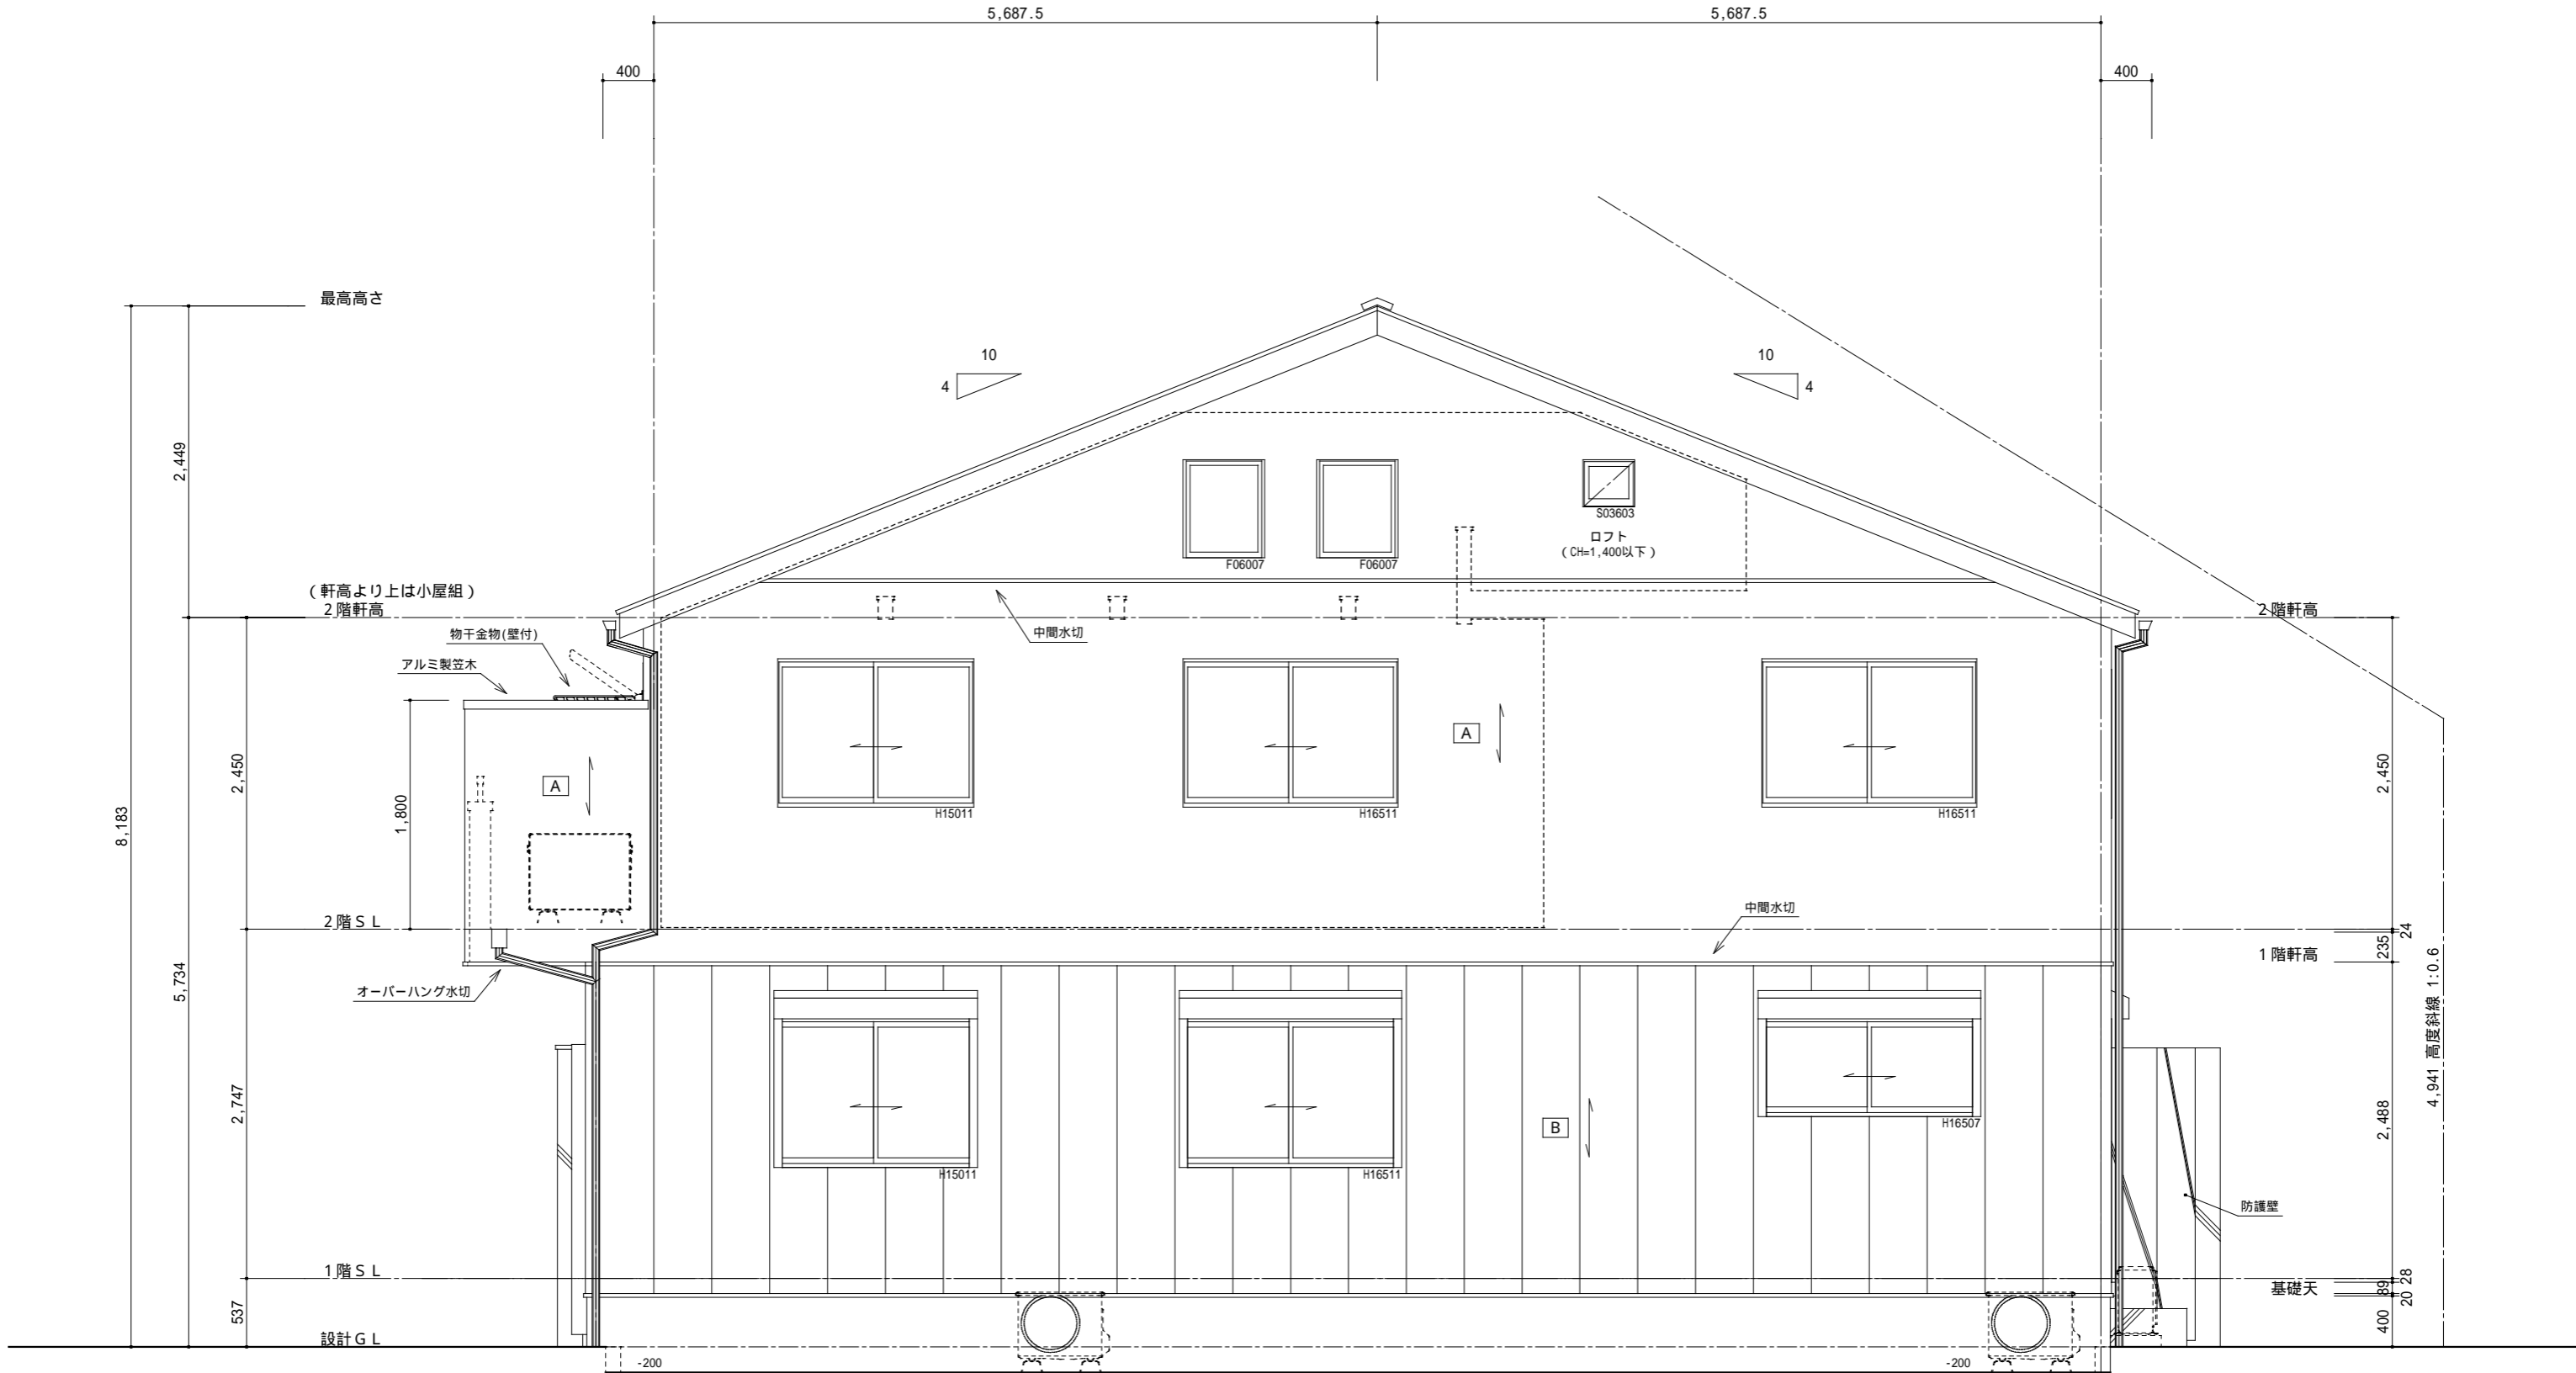 5,687.5
5,687.5
400
400
最高高さ
10
4
10
4
2,449
S03603
ロフト
(CH=1,400以下)
F06007
F06007
(軒高より上は小屋組)
2階軒高
2階軒高
中間水切
物干金物(壁付)
アルミ製笠木
A
A
2,450
1,800
8,183
2,450
H15011
H16511
H16511
2階SL
中間水切
24
235
1階軒高
オーバーハング水切
5,734
4,941 高度斜線 1:0.6
2,747
2,488
B
H16507
H15011
H16511
防護壁
1階SL
28
89
基礎天
20
537
400
設計GL
-200
-200